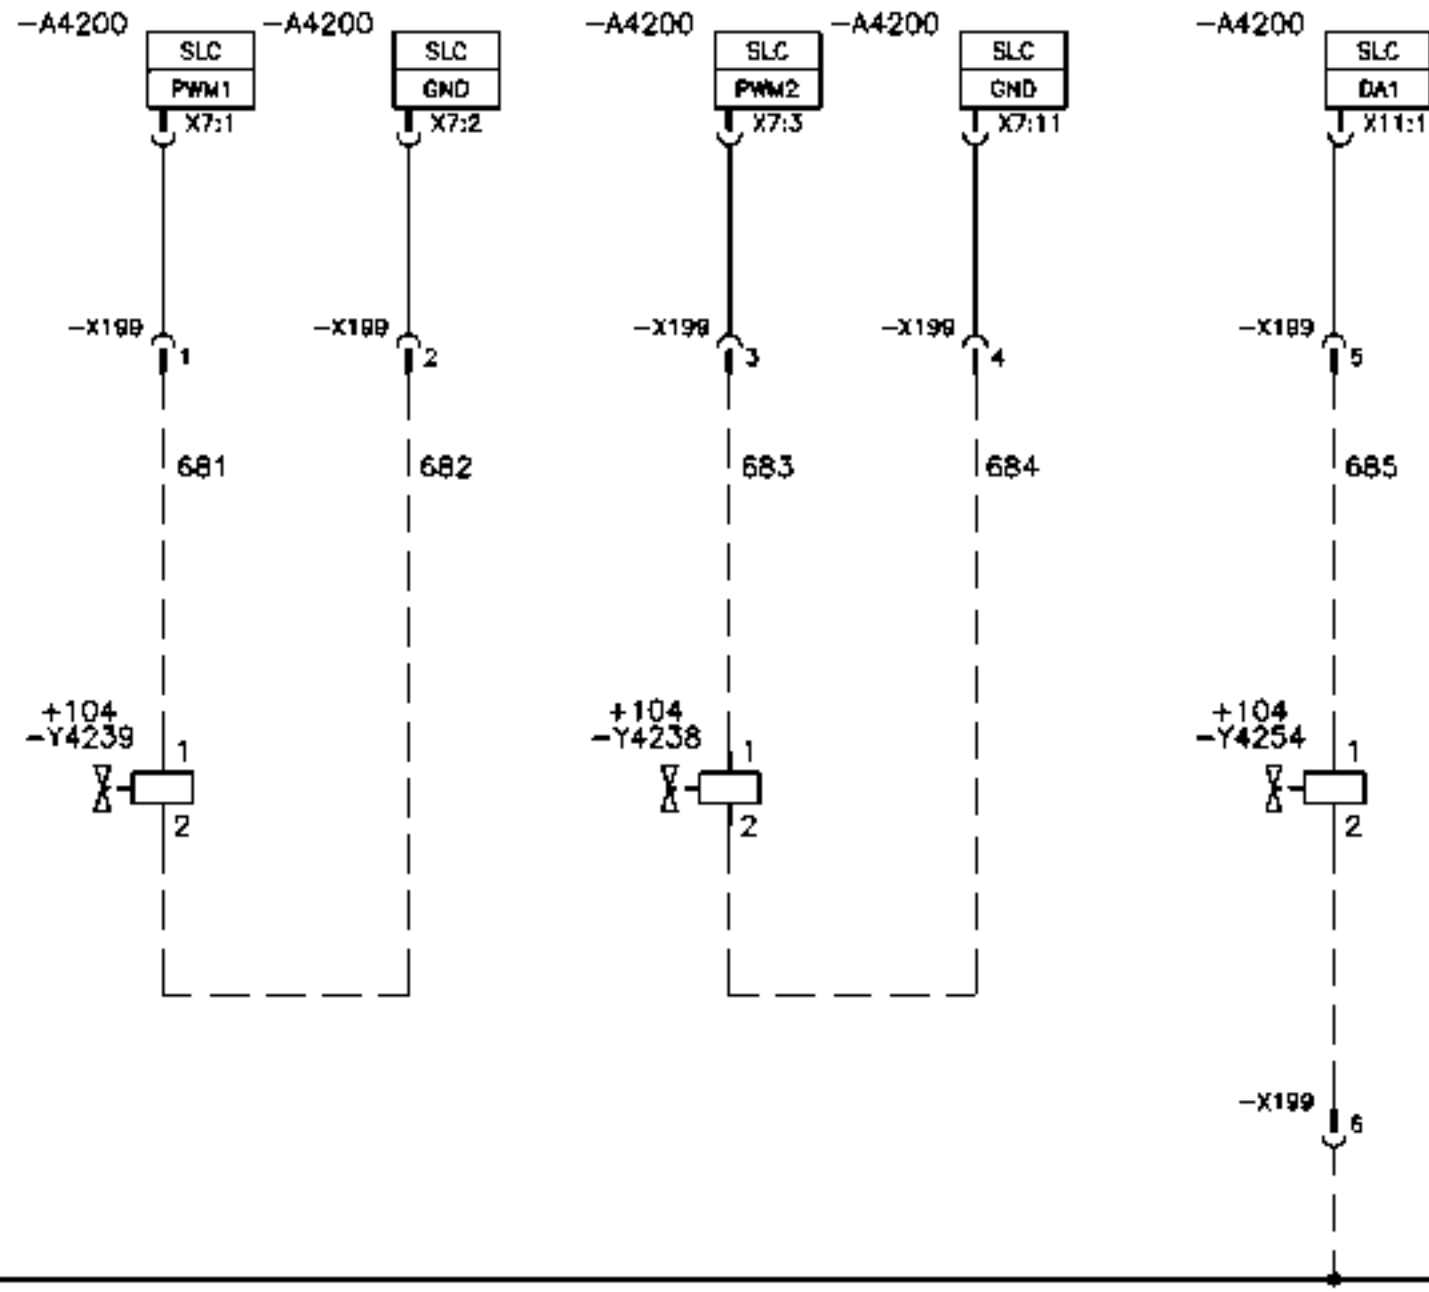 -A4200 -A4200 -A4200 -A4200 -A4200
SLC SLC SLC SLC SLC
PWM1 GND PWM2 GND DA1
X7:1 X7:2 X7:3 X7:11 X11:1
-X199 -X199 -X199 -X199 -X199
1 2 3 4 5
681 682 683 684 685
+104 +104 +104
-Y4239 -Y4238 -Y4254
1 1 1
2 2 2
-X199
6